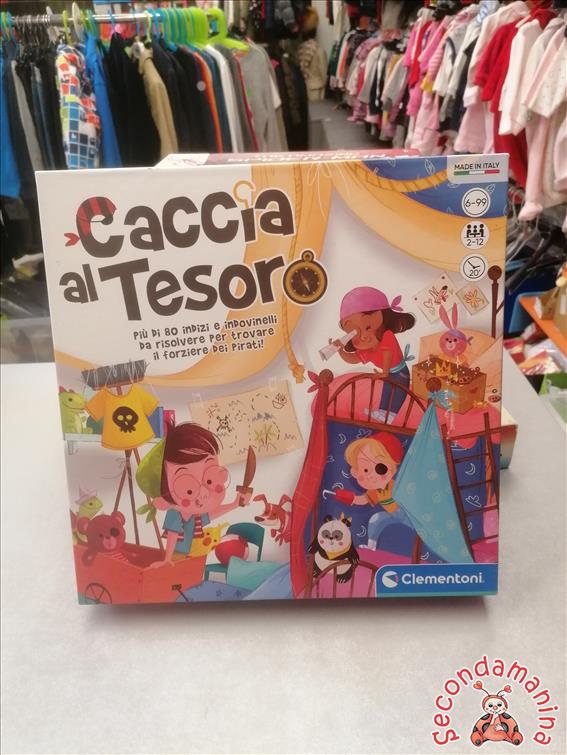 MADE IN ITALY
Caccia
al Tesoro
Più di 80 indizi e indovinelli
da risolvere per trovare
il forziere dei pirati!
6-99
2-12
20'
Clementoni
Secondamanina